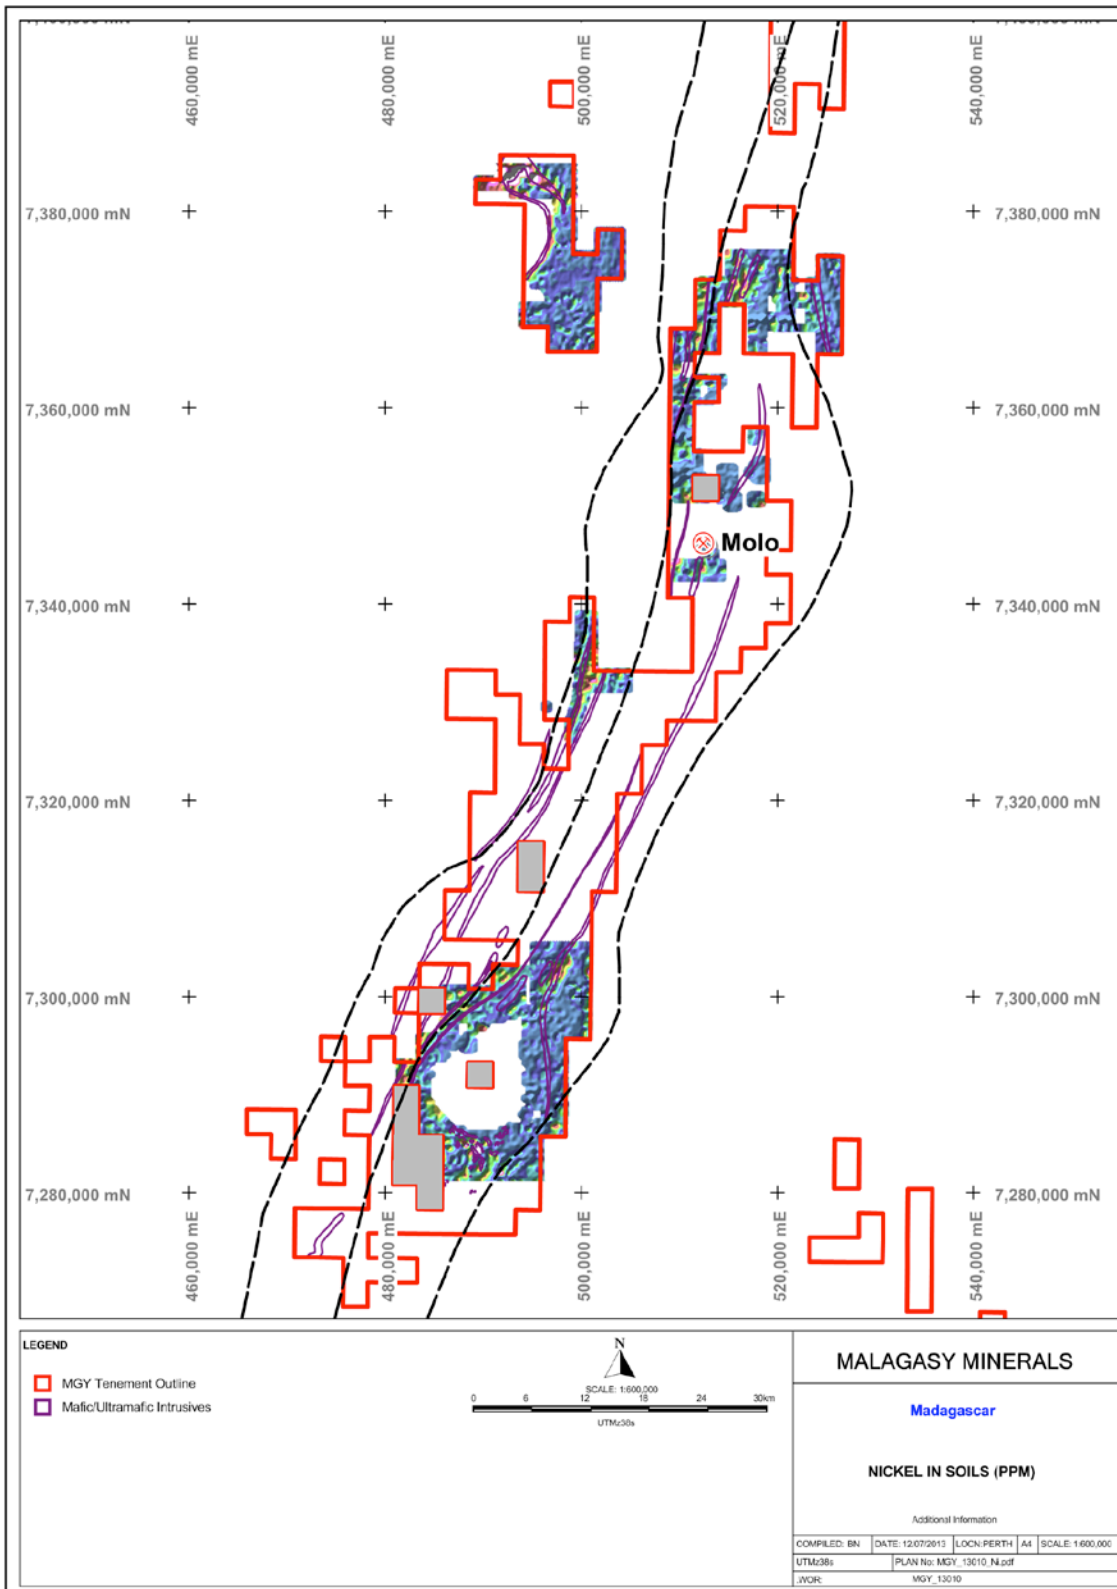 460,000 mE
480,000 mE
500,000 mE
520,000 mE
540,000 mE
7,380,000 mN
7,380,000 mN
7,360,000 mN
7,360,000 mN
Molo
7,340,000 mN
7,340,000 mN
7,320,000 mN
7,320,000 mN
7,300,000 mN
7,300,000 mN
7,280,000 mN
7,280,000 mN
460,000 mE
480,000 mE
500,000 mE
520,000 mE
540,000 mE
LEGEND
MGY Tenement Outline
Mafic/Ultramafic Intrusives
N
SCALE: 1:600,000
0 6 12 18 24 30km
UTMz38s
MALAGASY MINERALS
Madagascar
NICKEL IN SOILS (PPM)
Additional Information
COMPILED: BN DATE: 12/07/2013 LOCN: PERTH A4 SCALE: 1:600,000
UTMz38s PLAN No: MGY_13010_Ni.pdf
.WOR: MGY_13010